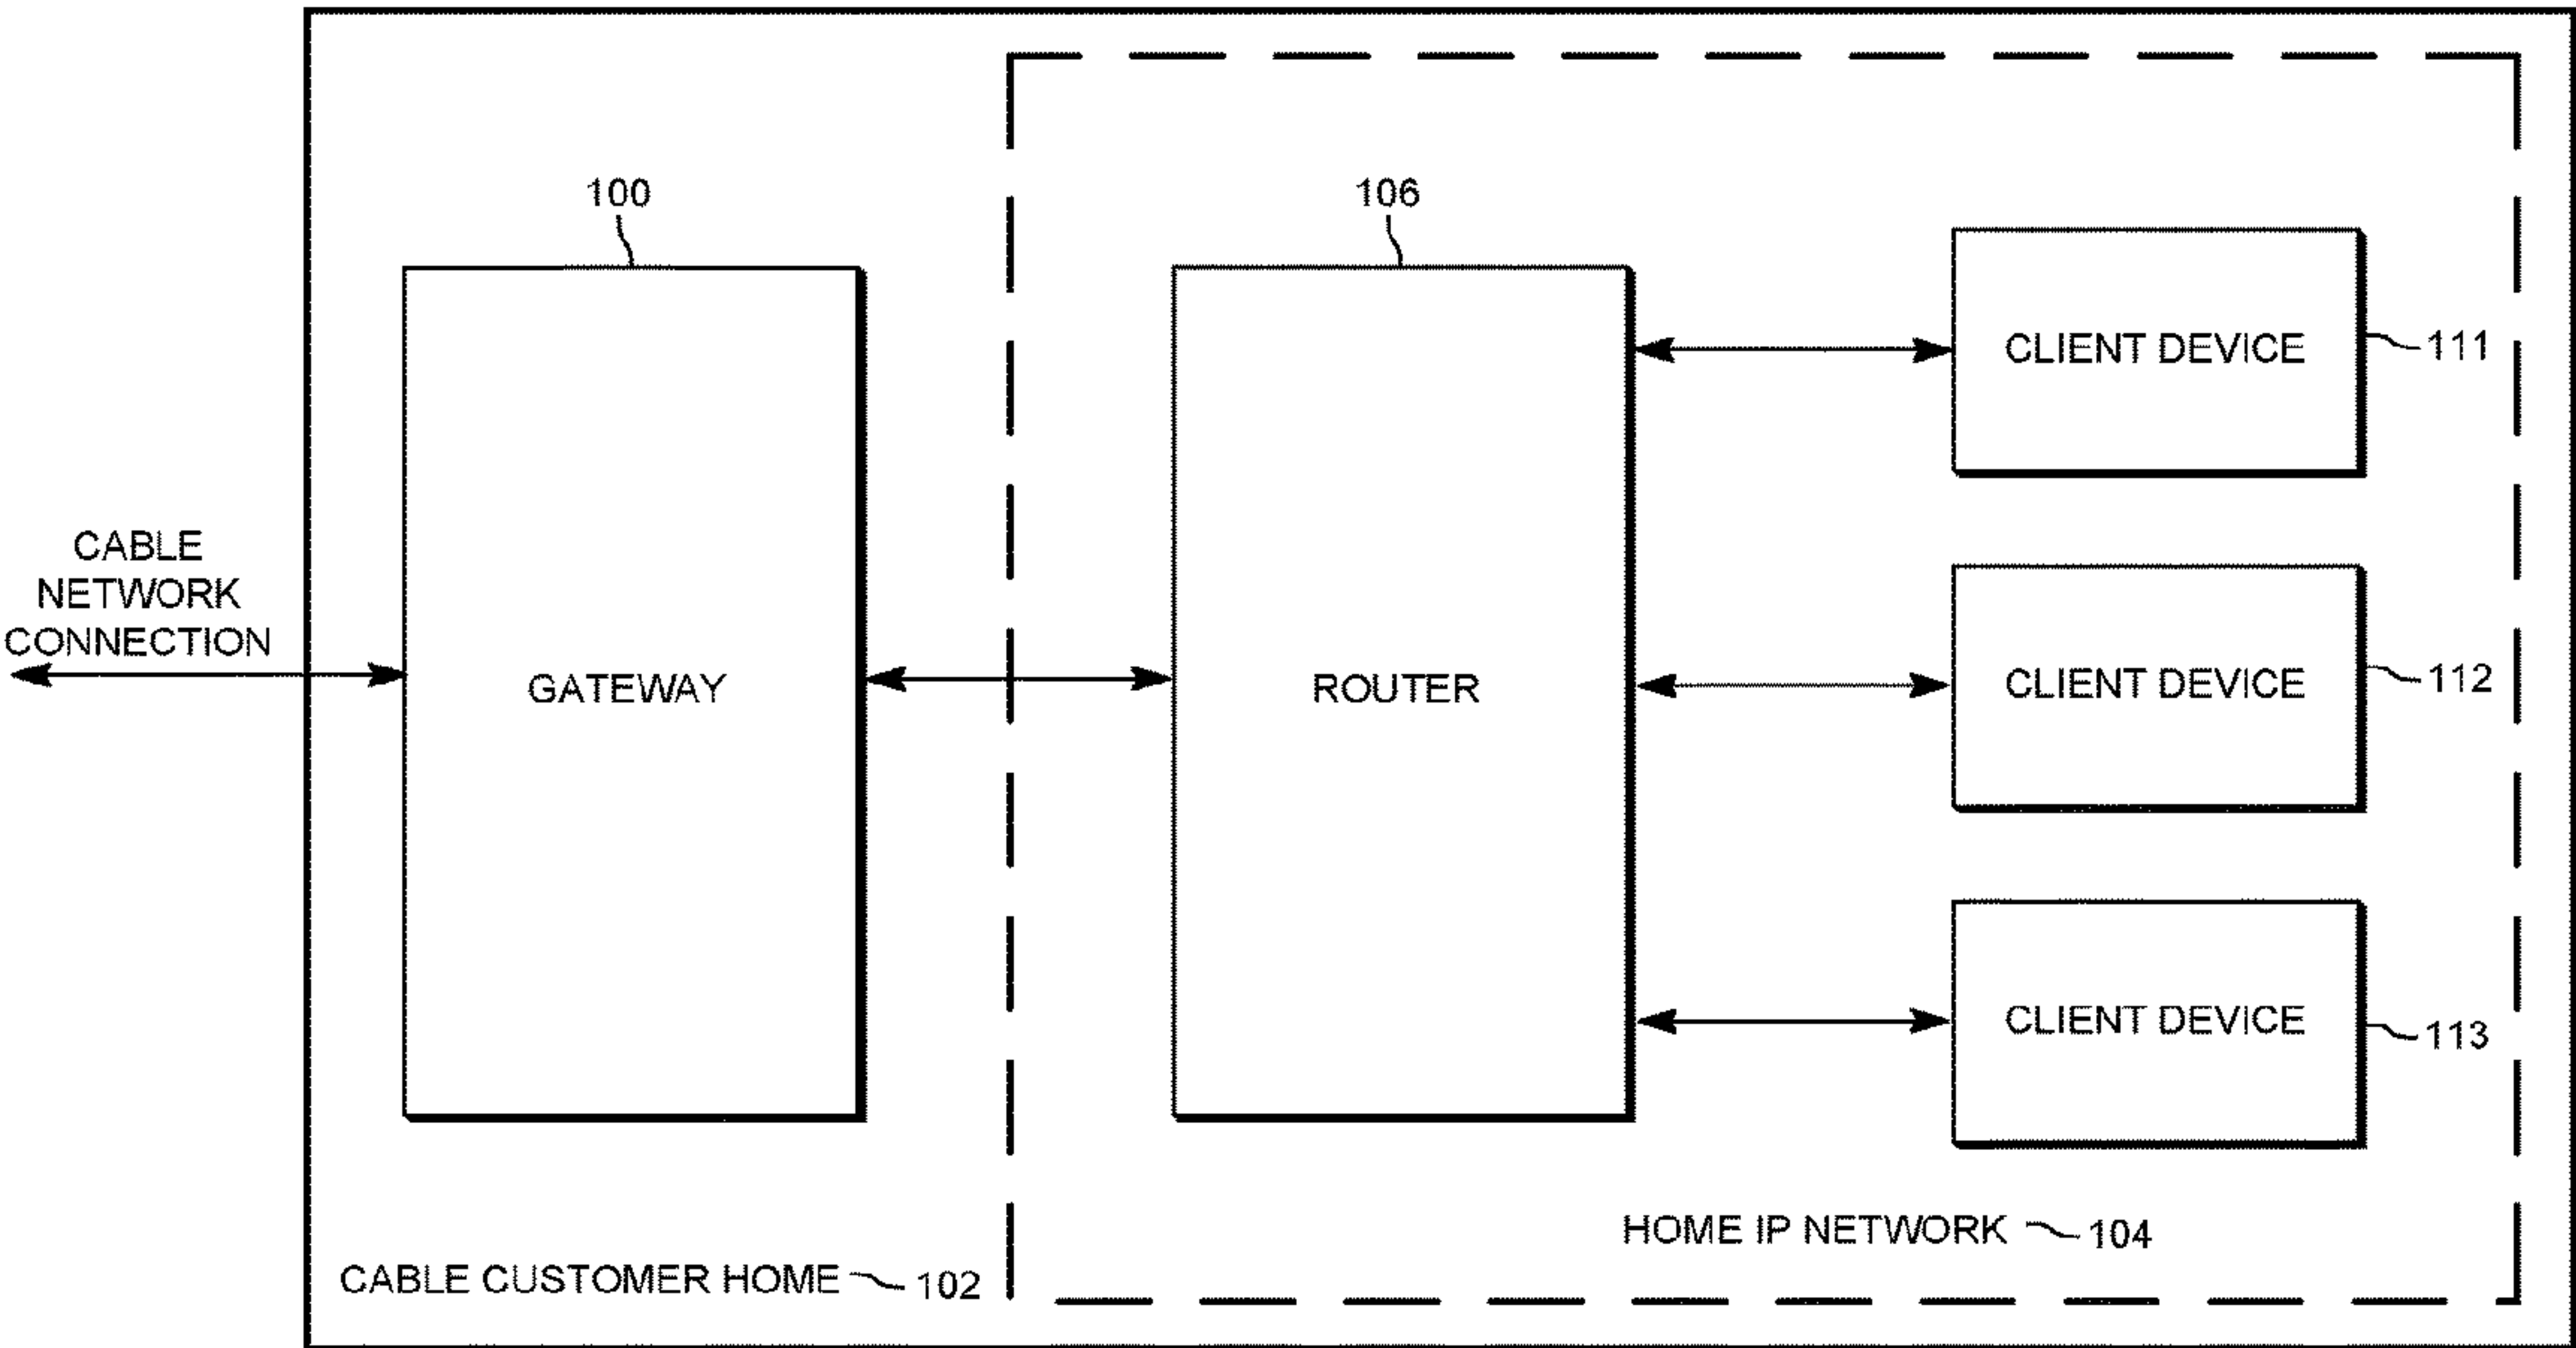 100
106
CLIENT DEVICE
111
CABLE
NETWORK
CONNECTION
GATEWAY
ROUTER
CLIENT DEVICE
112
CLIENT DEVICE
113
HOME IP NETWORK
104
CABLE CUSTOMER HOME
102